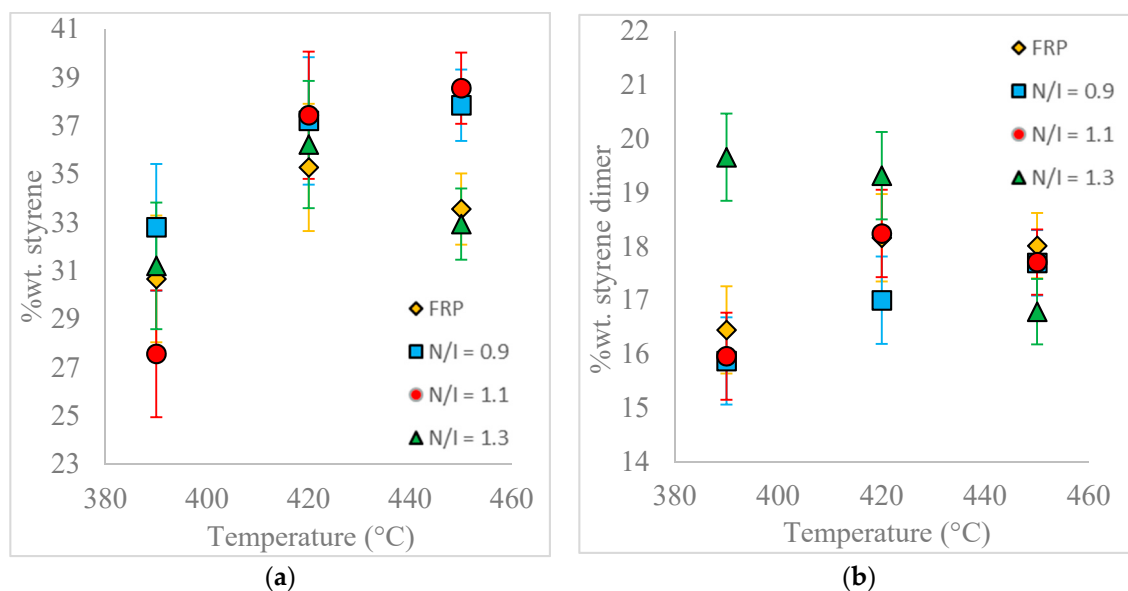 41
39
37
35
33
31
29
27
25
23
%wt. styrene
FRP
N/I = 0.9
N/I = 1.1
N/I = 1.3
380
400
420
440
460
Temperature (°C)
(a)
22
21
20
19
18
17
16
15
14
%wt. styrene dimer
FRP
N/I = 0.9
N/I = 1.1
N/I = 1.3
380
400
420
440
460
Temperature (°C)
(b)